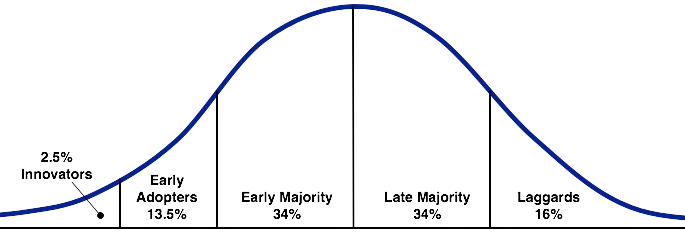 2.5%
Innovators
Early
Adopters
13.5%
Early Majority
34%
Late Majority
34%
Laggards
16%